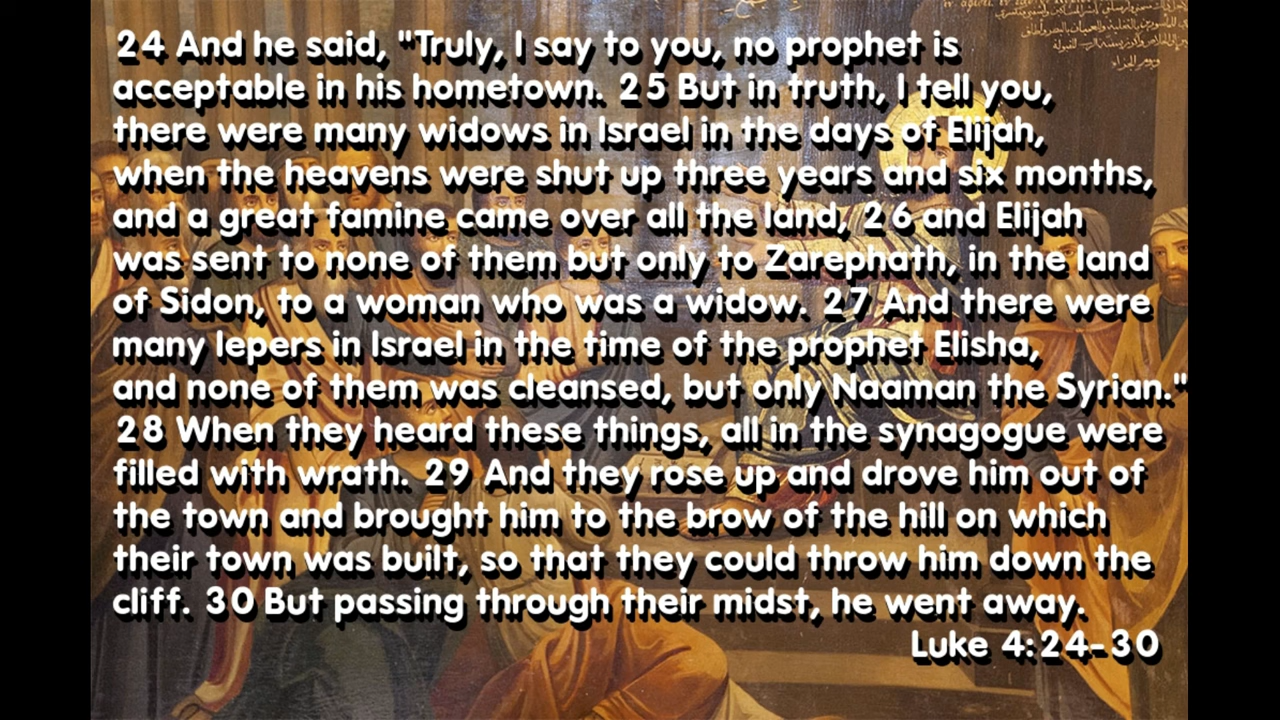 24 And he said, "Truly, I say to you, no prophet is
acceptable in his hometown. 25 But in truth, I tell you,
there were many widows in Israel in the days of Elijah,
when the heavens were shut up three years and six months,
and a great famine came over all the land, 26 and Elijah
was sent to none of them but only to Zarephath, in the land
of Sidon, to a woman who was a widow. 27 And there were
many lepers in Israel in the time of the prophet Elisha,
and none of them was cleansed, but only Naaman the Syrian."
28 When they heard these things, all in the synagogue were
filled with wrath. 29 And they rose up and drove him out of
the town and brought him to the brow of the hill on which
their town was built, so that they could throw him down the
cliff. 30 But passing through their midst, he went away.
Luke 4:24-30